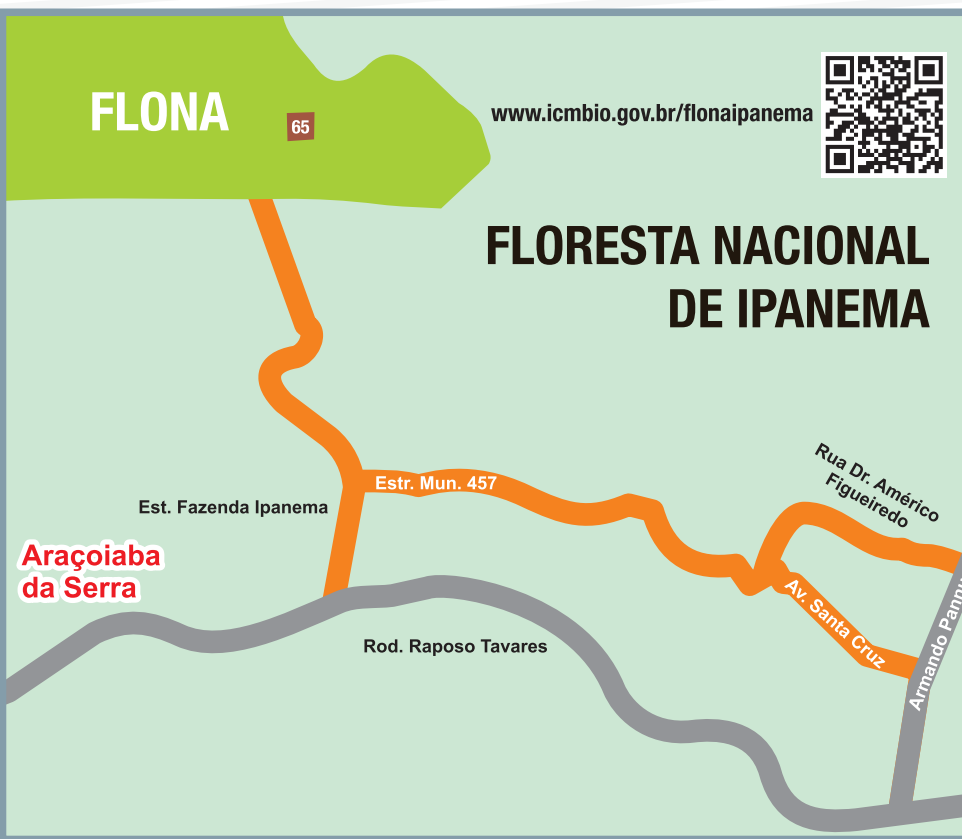 FLONA
65
www.icmbio.gov.br/flonaipanema
FLORESTA NACIONAL
DE IPANEMA
Rua Dr. Américo
Figueiredo
Estr. Mun. 457
Est. Fazenda Ipanema
Araçoiaba
da Serra
Av. Santa Cruz
Rod. Raposo Tavares
Armando